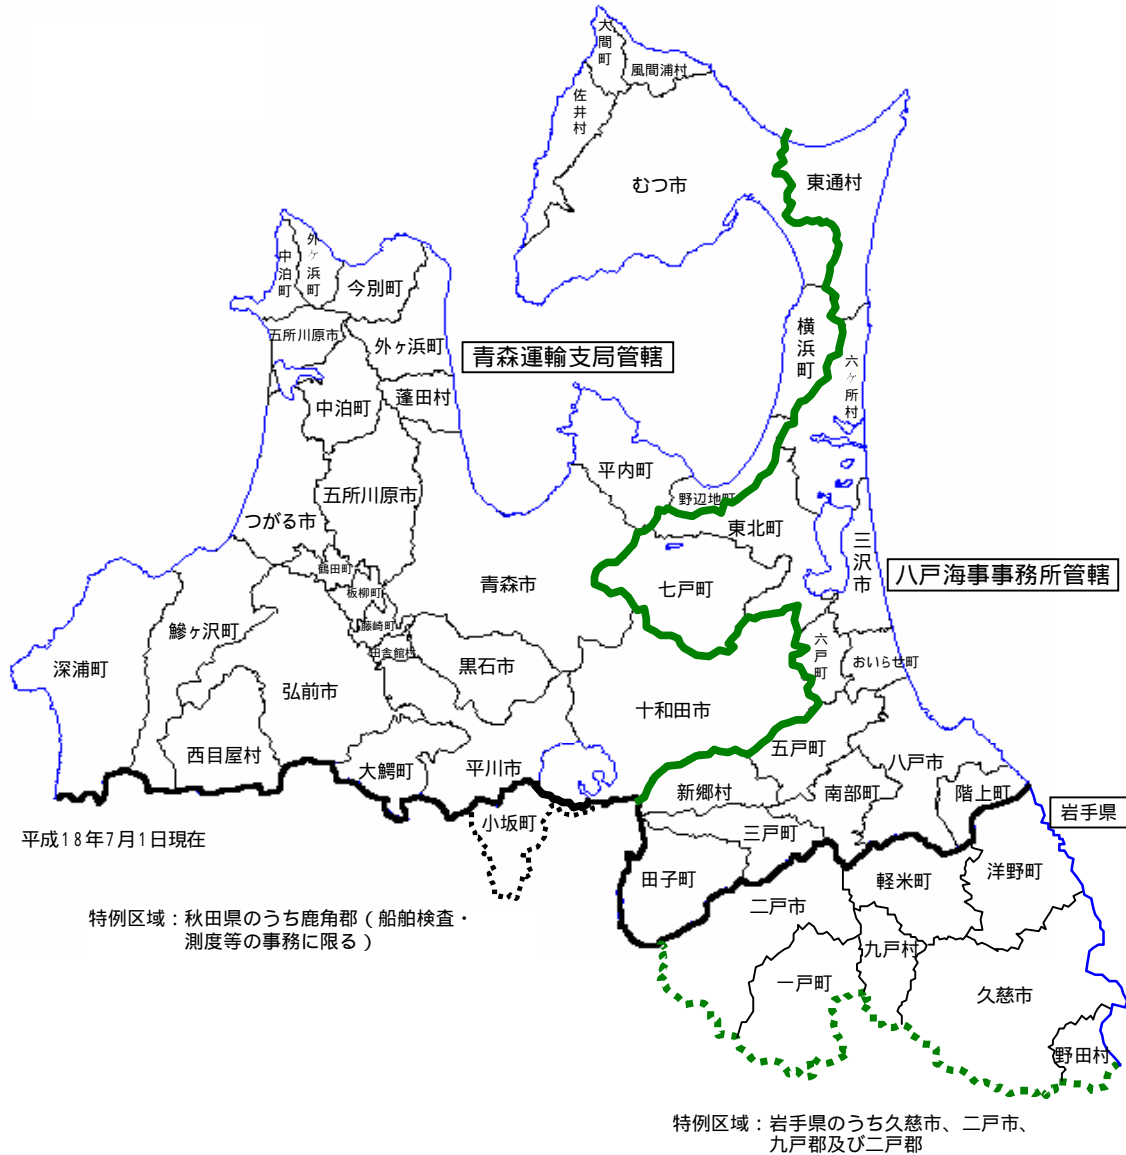 大間町
風間浦村
佐井村
むつ市
東通村
外ヶ浜町
中泊町
今別町
五所川原市
外ヶ浜町
横浜町
青森運輸支局管轄
六ヶ所村
蓬田村
中泊町
平内町
野辺地町
五所川原市
つがる市
東北町
三沢市
鶴田町
八戸海事事務所管轄
青森市
七戸町
板柳町
藤崎町
鰺ヶ沢町
田舎館村
六戸町
おいらせ町
深浦町
黒石市
弘前市
十和田市
西目屋村
五戸町
大鰐町
平川市
八戸市
新郷村
南部町
階上町
岩手県
小坂町
平成18年7月1日現在
三戸町
田子町
軽米町
洋野町
二戸市
特例区域：秋田県のうち鹿角郡（船舶検査・
測度等の事務に限る）
九戸村
一戸町
久慈市
野田村
特例区域：岩手県のうち久慈市、二戸市、
九戸郡及び二戸郡